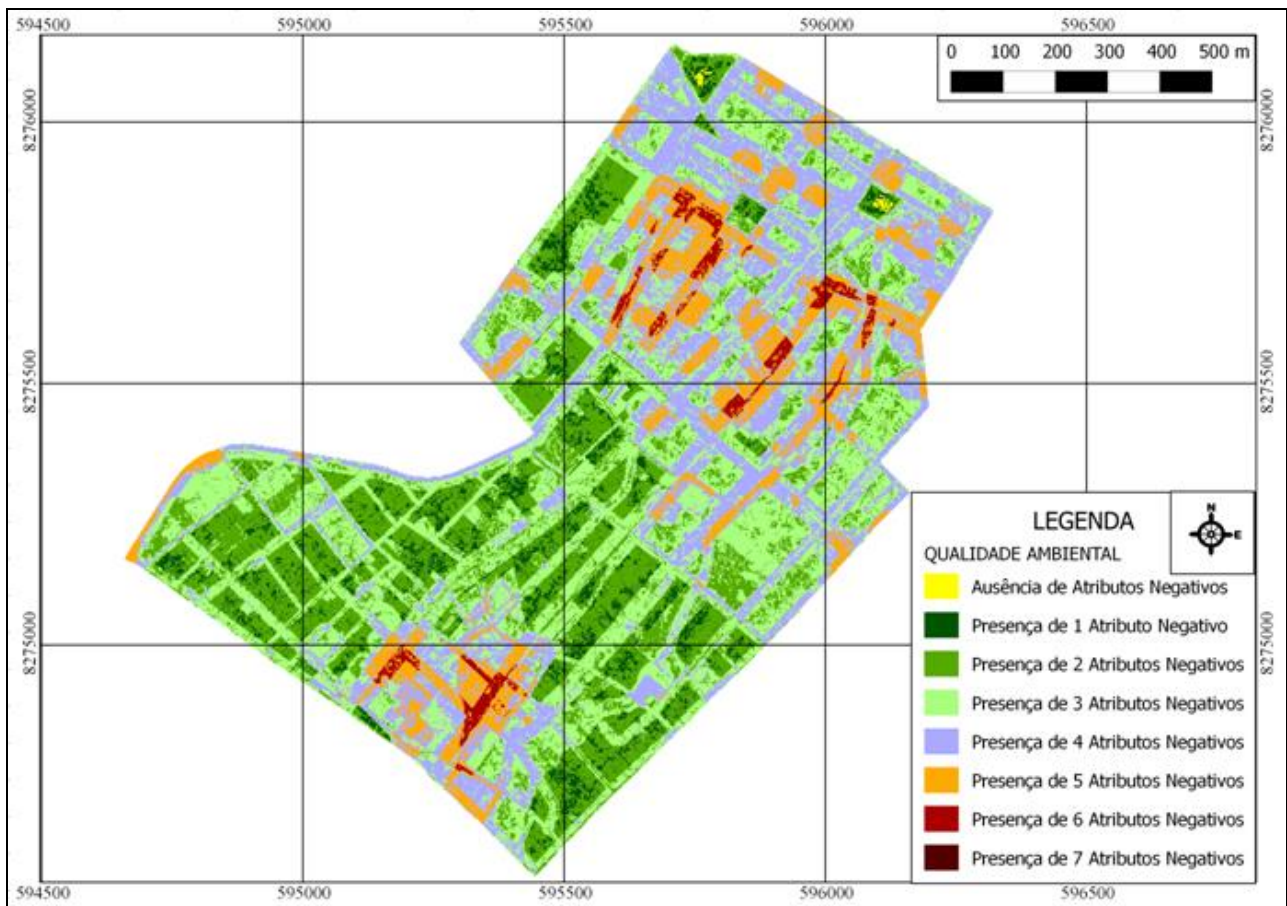 594500 595000 595500 596000 596500
0 100 200 300 400 500 m
8276000 8276000
8275500 8275500
LEGENDA
N
E
QUALIDADE AMBIENTAL
Ausência de Atributos Negativos
Presença de 1 Atributo Negativo
Presença de 2 Atributos Negativos
8275000 8275000
Presença de 3 Atributos Negativos
Presença de 4 Atributos Negativos
Presença de 5 Atributos Negativos
Presença de 6 Atributos Negativos
Presença de 7 Atributos Negativos
594500 595000 595500 596000 596500